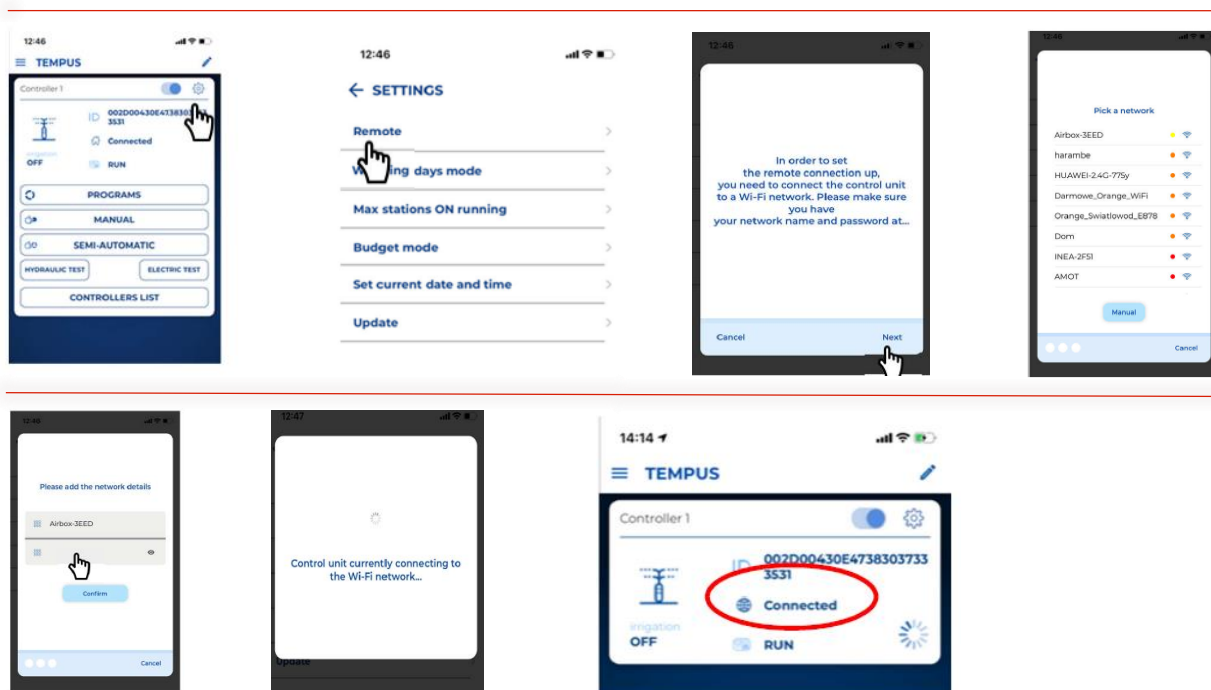 12:46
TEMPUS
Controller 1
ID
3531
Connected
OFF
RUN
PROGRAMS
MANUAL
SEMI-AUTOMATIC
HYDRAULIC TEST
ELECTRIC TEST
CONTROLLERS LIST
12:46
SETTINGS
Remote
days mode
Max stations ON running
Budget mode
Set current date and time
Update
12:46
In order to set
the remote connection up,
you need to connect the control unit
to a Wi-Fi network. Please make sure
you have
your network name and password at...
Cancel
Next
12:46
Pick a network
Airbox-3EED
harambe
HUAWEI-2.4G-775y
Darmowe_Orange_WiFi
Orange_Swiatlowod_E878
Dom
INEA-2F51
AMOT
Manual
Cancel
Please add the network details
Airbox-3EED
Confirm
Cancel
12:47
Control unit currently connecting to
the Wi-Fi network...
Update
14:14
TEMPUS
Controller 1
ID
002D00430E4738303733
3531
Connected
irrigation
OFF
RUN